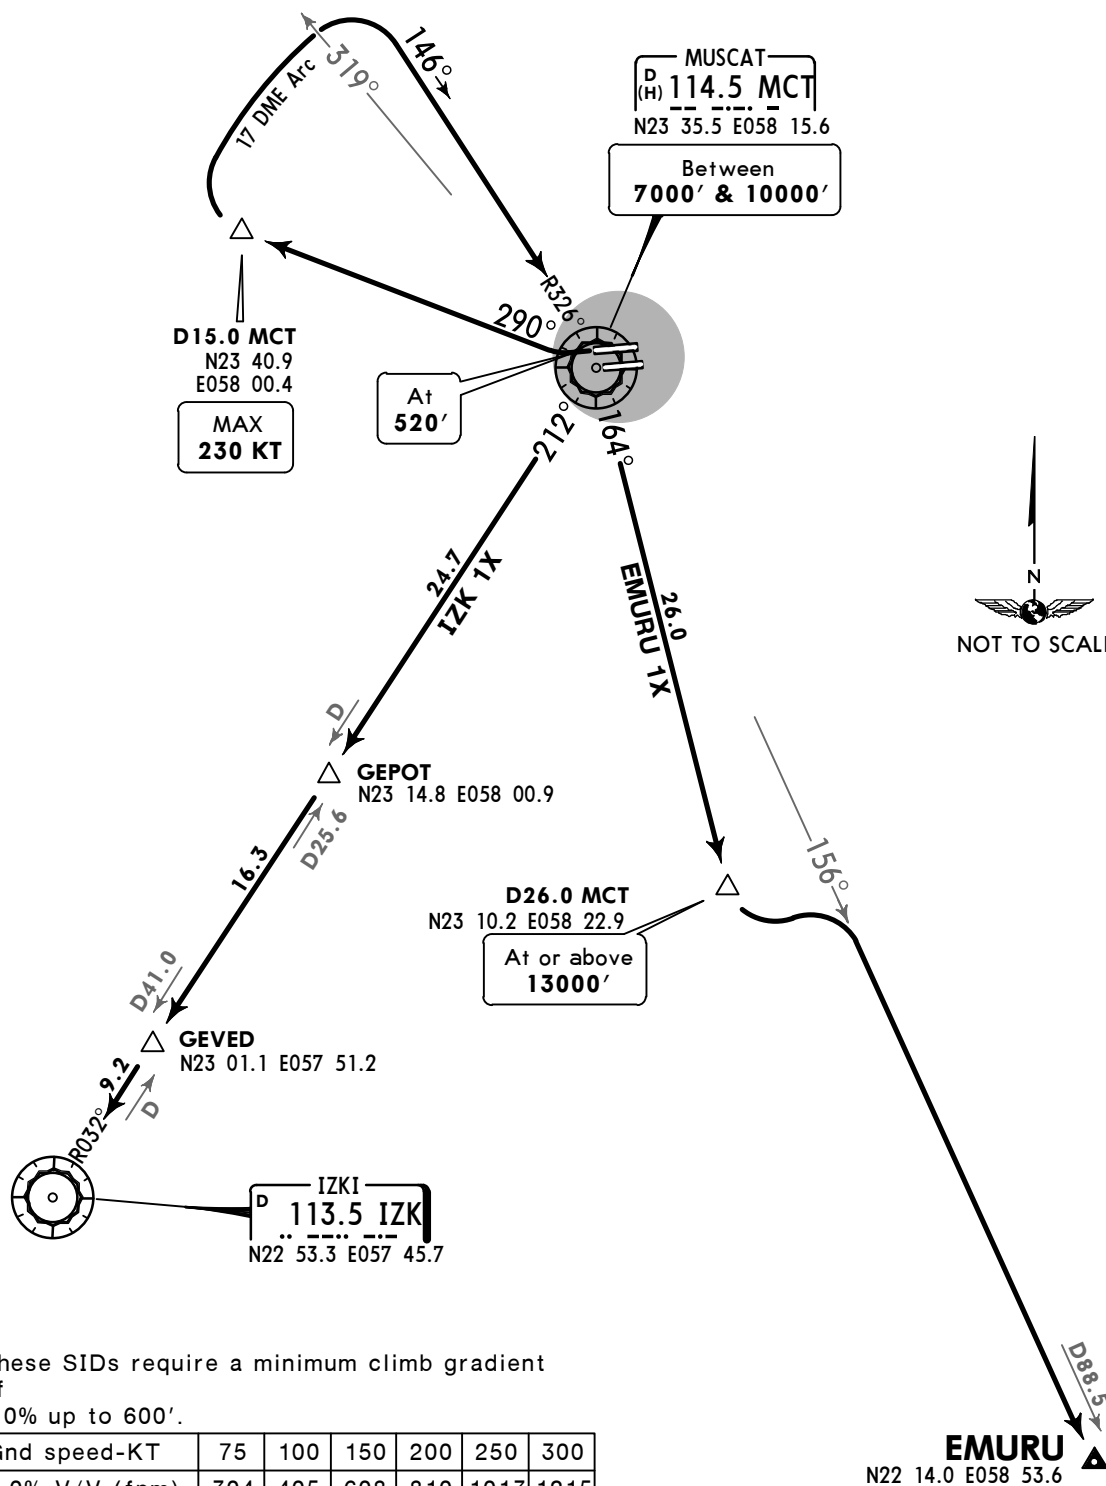 146°
319°
17 DME Arc
MUSCAT
D
(H) 114.5 MCT
N23 35.5 E058 15.6
Between
7000' & 10000'
R326°
290°
D15.0 MCT
N23 40.9
E058 00.4
MAX
230 KT
At
520'
212°
164°
24.7
IZK 1X
26.0
EMURU 1X
N
NOT TO SCAL
D
GEPOT
N23 14.8 E058 00.9
D25.6
16.3
156°
D26.0 MCT
N23 10.2 E058 22.9
At or above
13000'
D41.0
GEVED
N23 01.1 E057 51.2
9.2
D
R032°
IZKI
D 113.5 IZK
N22 53.3 E057 45.7
hese SIDs require a minimum climb gradient
f
0% up to 600'.
nd speed-KT 75 100 150 200 250 300
D88.5
EMURU
N22 14.0 E058 53.6